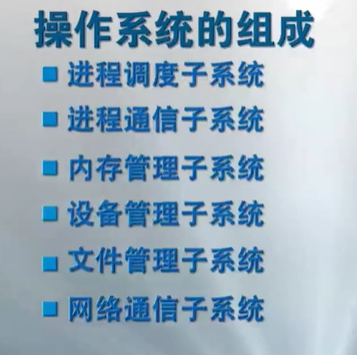 操作系统的组成
进程调度子系统
进程通信子系统
内存管理子系统
设备管理子系统
文件管理子系统
网络通信子系统